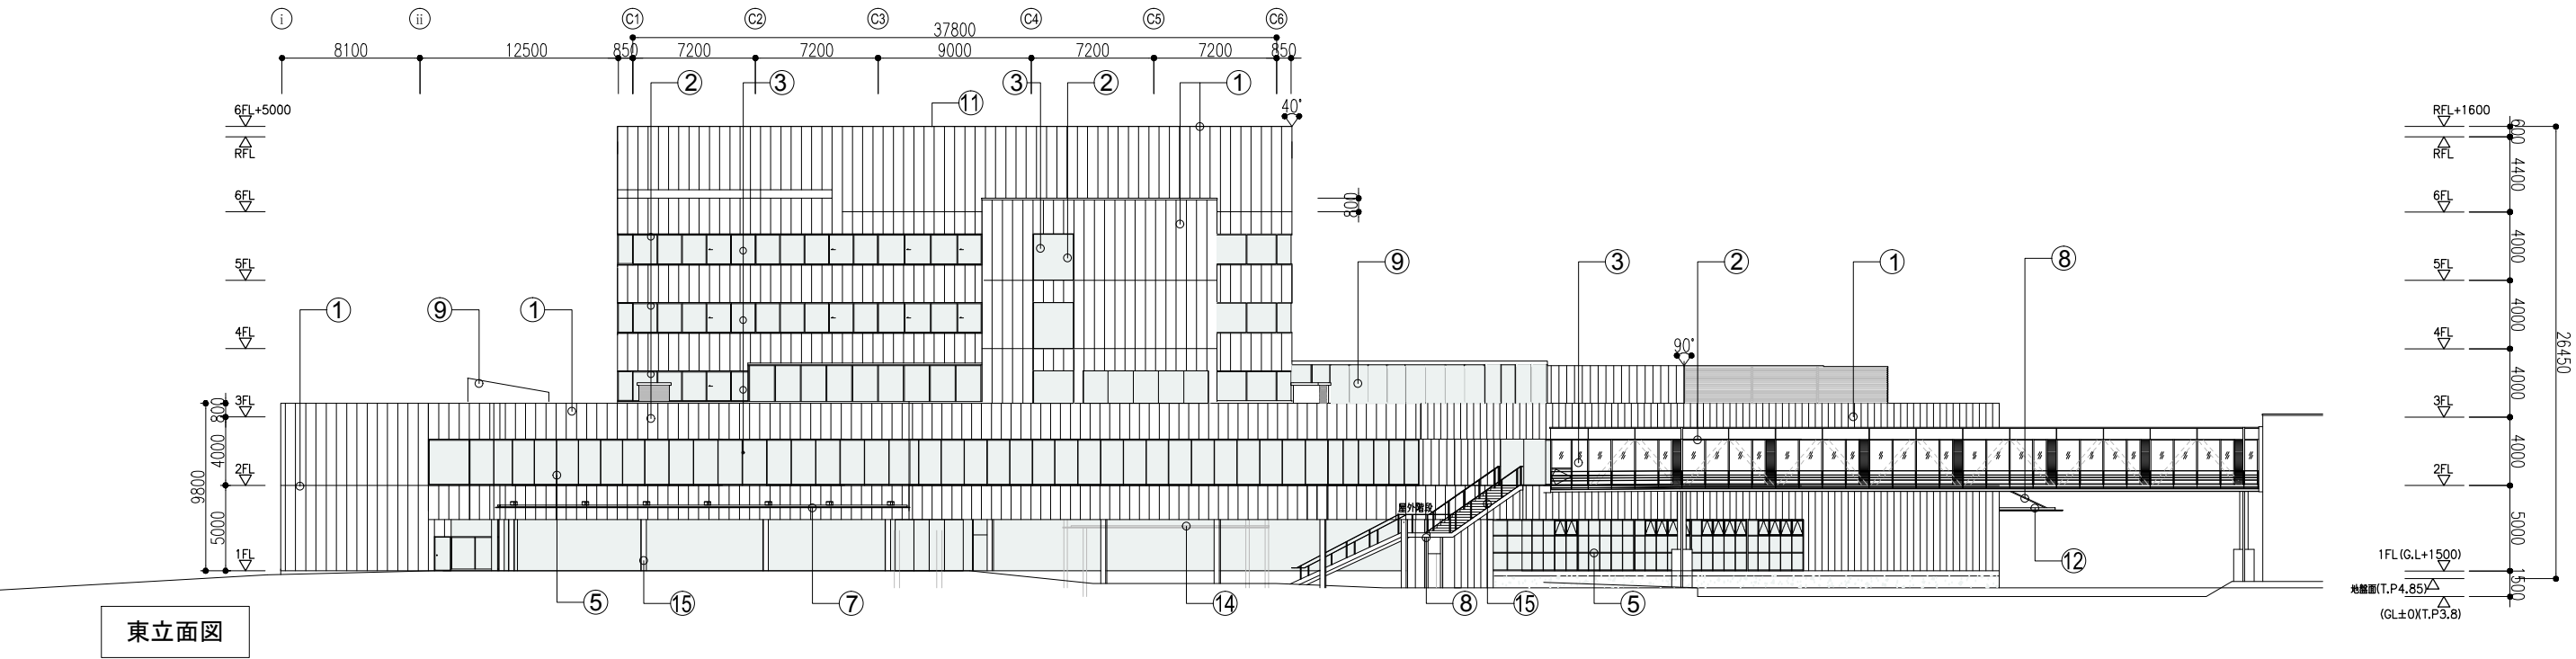 i ii C1 C2 C3 C4 C5 C6
37800
8100 12500 850 7200 7200 9000 7200 7200 850
② ③ ③ ② ①
⑪ 40°
6FL+5000 RFL+1600
600
RFL RFL
4400
6FL 800 6FL
4000
5FL ⑨ ③ ② ① ⑧ 5FL
① ⑨ ① 4000
26450
4FL 90° 4FL
4000
3FL 3FL
800
4000 4000
2FL 2FL
9800
屋外階段
5000 5000
1FL 1FL(G.L+1500)
⑫
1500
地盤面(T.P4.85)
⑤ ⑮ ⑦ ⑭ ⑧ ⑮ ⑤
(GL±0)(T.P3.8)
東立面図